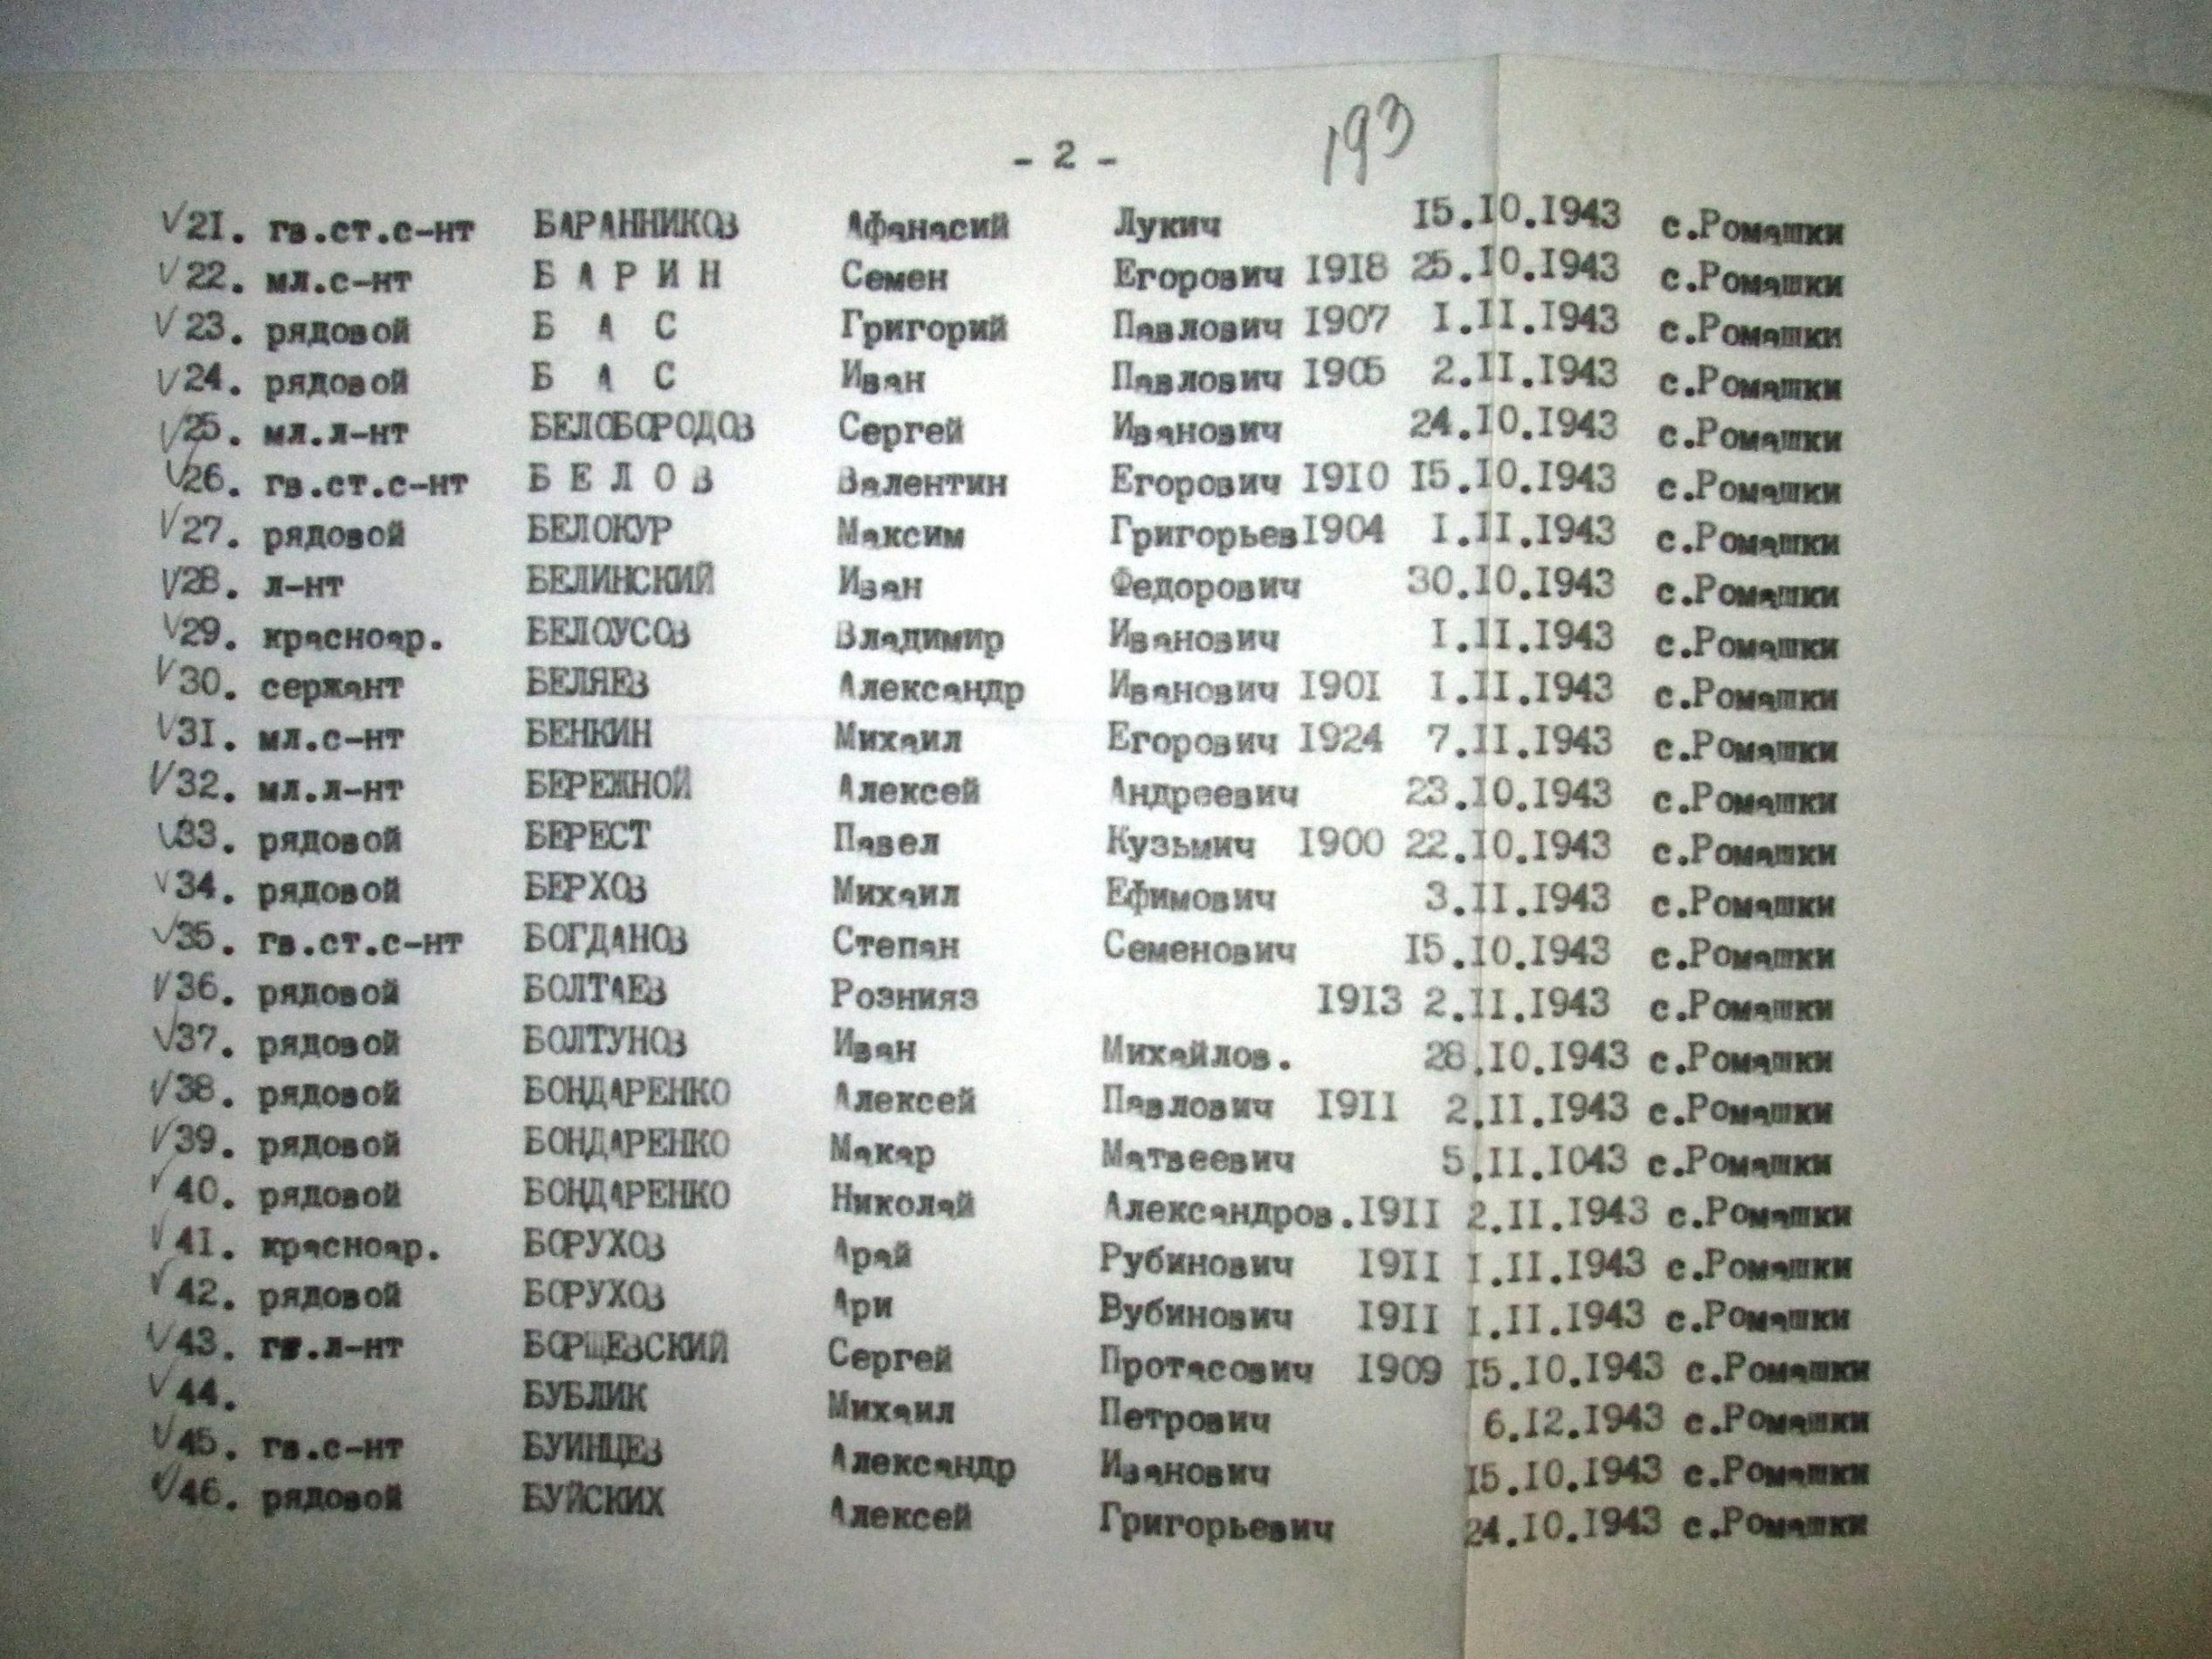 193
- 2 -
21. гв.ст.с-нт БАРАННИКОВ Афанасий Лукич 15.10.1943 с.Ромашки
22. мл.с-нт Б А Р И Н Семен Егорович 1918 25.10.1943 с.Ромашки
23. рядовой Б А С Григорий Павлович 1907 1.11.1943 с.Ромашки
24. рядовой Б А С Иван Павлович 1905 2.11.1943 с.Ромашки
25. мл.л-нт БЕЛОБОРОДОВ Сергей Иванович 24.10.1943 с.Ромашки
26. гв.ст.с-нт Б Е Л О В Валентин Егорович 1910 15.10.1943 с.Ромашки
27. рядовой БЕЛОКУР Максим Григорьев 1904 1.11.1943 с.Ромашки
28. л-нт БЕЛИНСКИЙ Иван Федорович 30.10.1943 с.Ромашки
29. красноар. БЕЛОУСОВ Владимир Иванович 1.11.1943 с.Ромашки
30. сержант БЕЛЯЕВ Александр Иванович 1901 1.11.1943 с.Ромашки
31. мл.с-нт БЕНКИН Михаил Егорович 1924 7.11.1943 с.Ромашки
32. мл.л-нт БЕРЕЖНОЙ Алексей Андреевич 23.10.1943 с.Ромашки
33. рядовой БЕРЕСТ Павел Кузьмич 1900 22.10.1943 с.Ромашки
34. рядовой БЕРХОВ Михаил Ефимович 3.11.1943 с.Ромашки
35. гв.ст.с-нт БОГДАНОВ Степан Семенович 15.10.1943 с.Ромашки
36. рядовой БОЛТАЕВ Рознияз 1913 2.11.1943 с.Ромашки
37. рядовой БОЛТУНОВ Иван Михайлов. 28.10.1943 с.Ромашки
38. рядовой БОНДАРЕНКО Алексей Павлович 1911 2.11.1943 с.Ромашки
39. рядовой БОНДАРЕНКО Макар Матвеевич 5.11.1043 с.Ромашки
40. рядовой БОНДАРЕНКО Николай Александров. 1911 2.11.1943 с.Ромашки
41. красноар. БОРУХОВ Арай Рубинович 1911 1.11.1943 с.Ромашки
42. рядовой БОРУХОВ Ари Вубинович 1911 1.11.1943 с.Ромашки
43. гв.л-нт БОРЩЕВСКИЙ Сергей Протасович 1909 15.10.1943 с.Ромашки
44. БУБЛИК Михаил Петрович 6.12.1943 с.Ромашки
45. гв.с-нт БУИНЦЕВ Александр Иванович 15.10.1943 с.Ромашки
46. рядовой БУЙСКИХ Алексей Григорьевич 24.10.1943 с.Ромашки